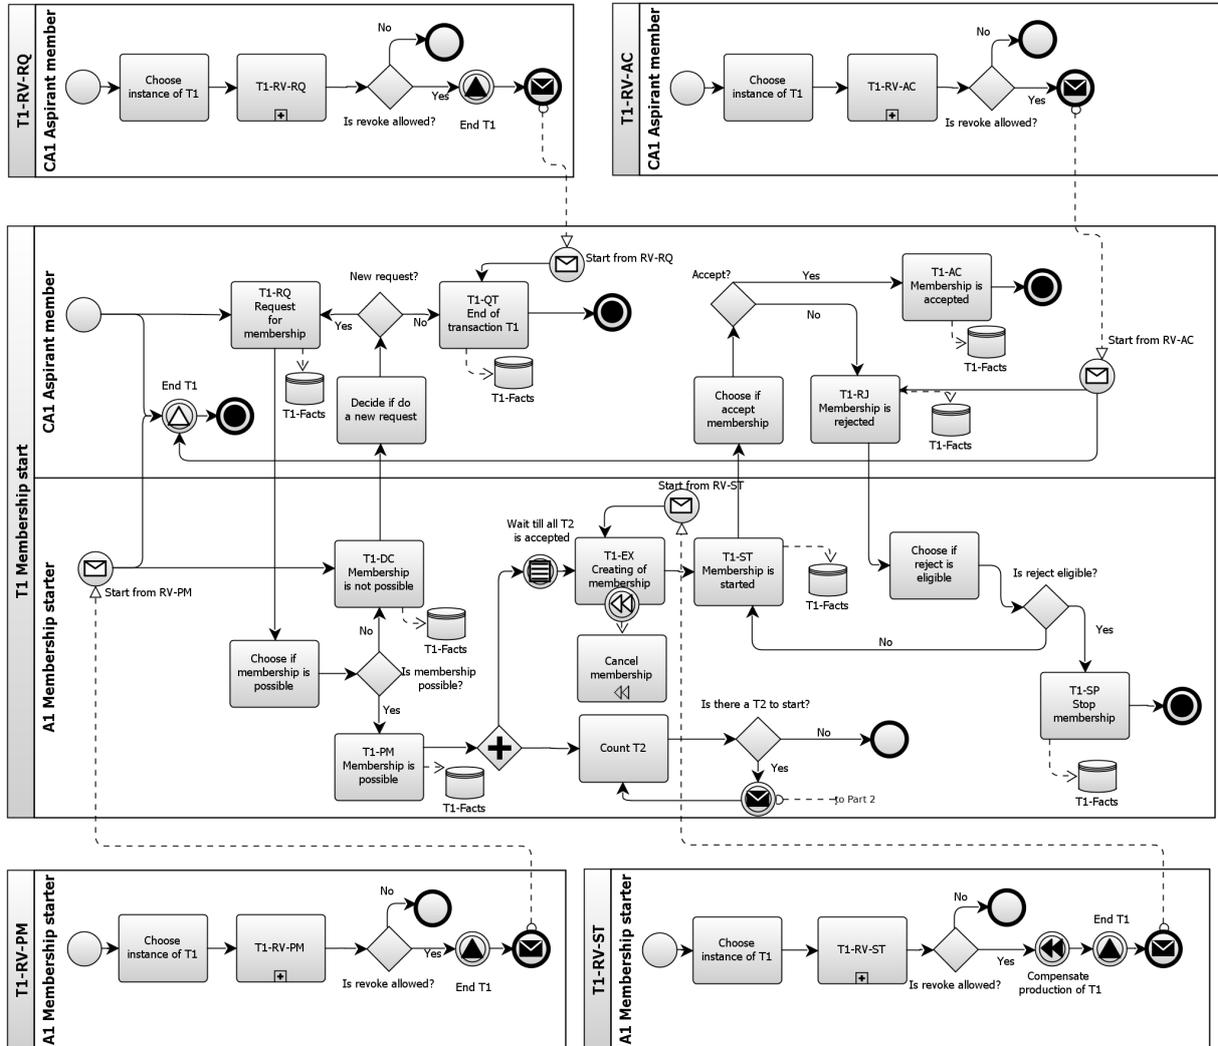 T1-RV-RQ
CA1 Aspirant member
Choose
instance of T1
T1-RV-RQ
No
Yes
Is revoke allowed?
End T1
T1-RV-AC
CA1 Aspirant member
Choose
instance of T1
T1-RV-AC
No
Yes
Is revoke allowed?
T1 Membership start
CA1 Aspirant member
End T1
T1-RQ
Request
for
membership
T1-Facts
New request?
Yes
No
Decide if do
a new request
T1-QT
End of
transaction T1
T1-Facts
Start from RV-RQ
Accept?
Yes
No
Choose if
accept
membership
T1-AC
Membership is
accepted
T1-Facts
T1-RJ
Membership is
rejected
T1-Facts
Start from RV-AC
A1 Membership starter
Start from RV-PM
Choose if
membership is
possible
T1-DC
Membership
is not possible
T1-Facts
No
Is membership
possible?
Yes
T1-PM
Membership is
possible
T1-Facts
Wait till all T2
is accepted
Start from RV-ST
T1-EX
Creating of
membership
Cancel
membership
T1-ST
Membership is
started
T1-Facts
Count T2
Is there a T2 to start?
No
Yes
to Part 2
Choose if
reject is
eligible
Is reject eligible?
Yes
No
T1-SP
Stop
membership
T1-Facts
T1-RV-PM
A1 Membership starter
Choose
instance of T1
T1-RV-PM
No
Yes
Is revoke allowed?
End T1
T1-RV-ST
A1 Membership starter
Choose
instance of T1
T1-RV-ST
No
Yes
Is revoke allowed?
Compensate
production of T1
End T1